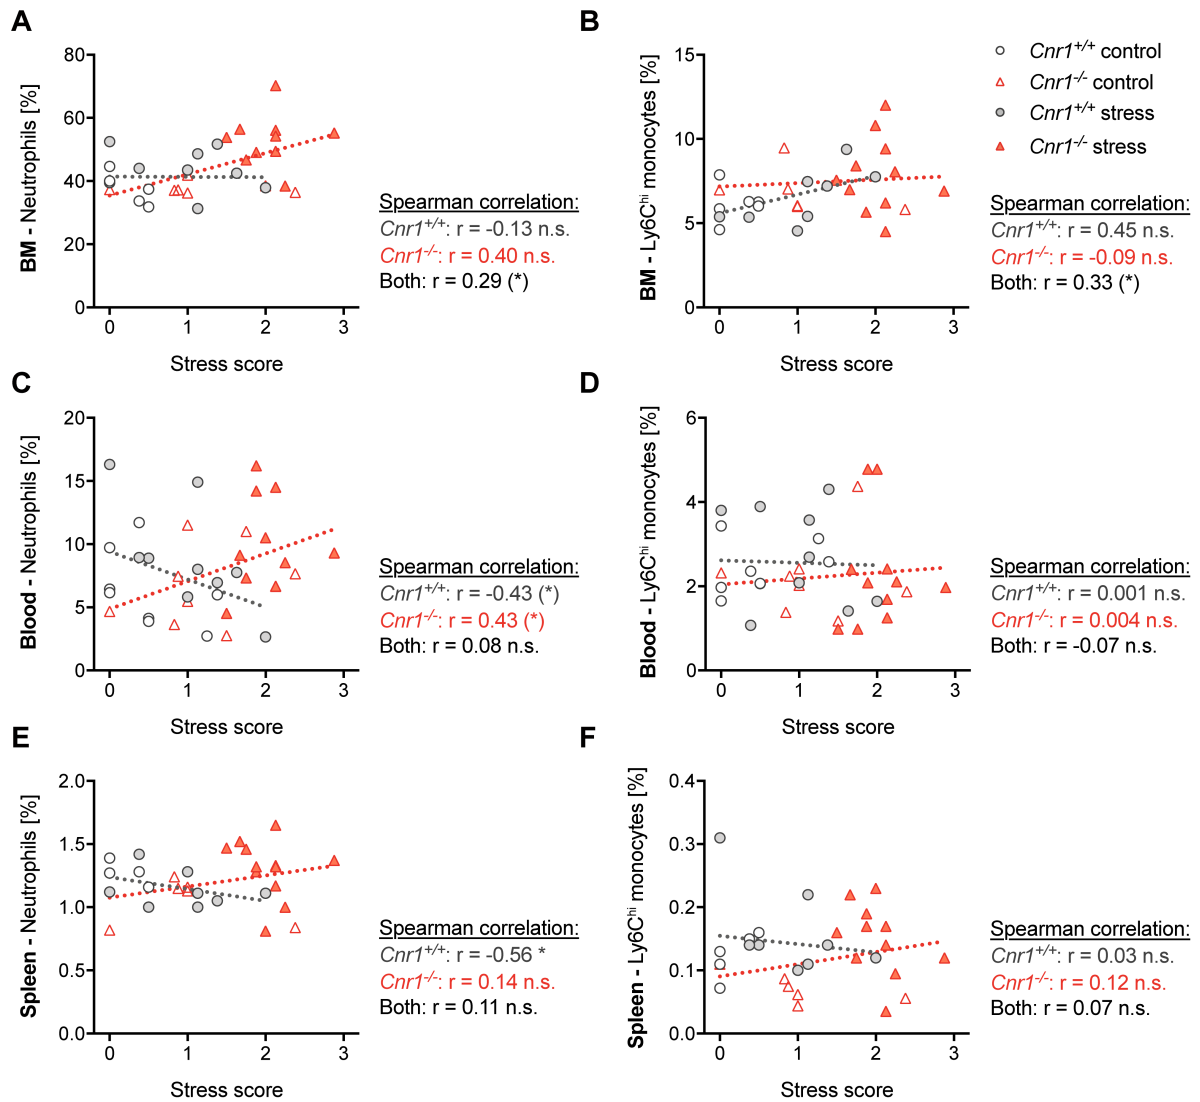 A
BM - Neutrophils [%]
80
60
40
20
0
0 1 2 3
Stress score
Spearman correlation:
Cnr1+/+: r = -0.13 n.s.
Cnr1-/-: r = 0.40 n.s.
Both: r = 0.29 (*)
B
BM - Ly6Chi monocytes [%]
15
10
5
0
0 1 2 3
Stress score
Cnr1+/+ control
Cnr1-/- control
Cnr1+/+ stress
Cnr1-/- stress
Spearman correlation:
Cnr1+/+: r = 0.45 n.s.
Cnr1-/-: r = -0.09 n.s.
Both: r = 0.33 (*)
C
Blood - Neutrophils [%]
20
15
10
5
0
0 1 2 3
Stress score
Spearman correlation:
Cnr1+/+: r = -0.43 (*)
Cnr1-/-: r = 0.43 (*)
Both: r = 0.08 n.s.
D
Blood - Ly6Chi monocytes [%]
6
4
2
0
0 1 2 3
Stress score
Spearman correlation:
Cnr1+/+: r = 0.001 n.s.
Cnr1-/-: r = 0.004 n.s.
Both: r = -0.07 n.s.
E
Spleen - Neutrophils [%]
2.0
1.5
1.0
0.5
0.0
0 1 2 3
Stress score
Spearman correlation:
Cnr1+/+: r = -0.56 *
Cnr1-/-: r = 0.14 n.s.
Both: r = 0.11 n.s.
F
Spleen - Ly6Chi monocytes [%]
0.4
0.3
0.2
0.1
0.0
0 1 2 3
Stress score
Spearman correlation:
Cnr1+/+: r = 0.03 n.s.
Cnr1-/-: r = 0.12 n.s.
Both: r = 0.07 n.s.